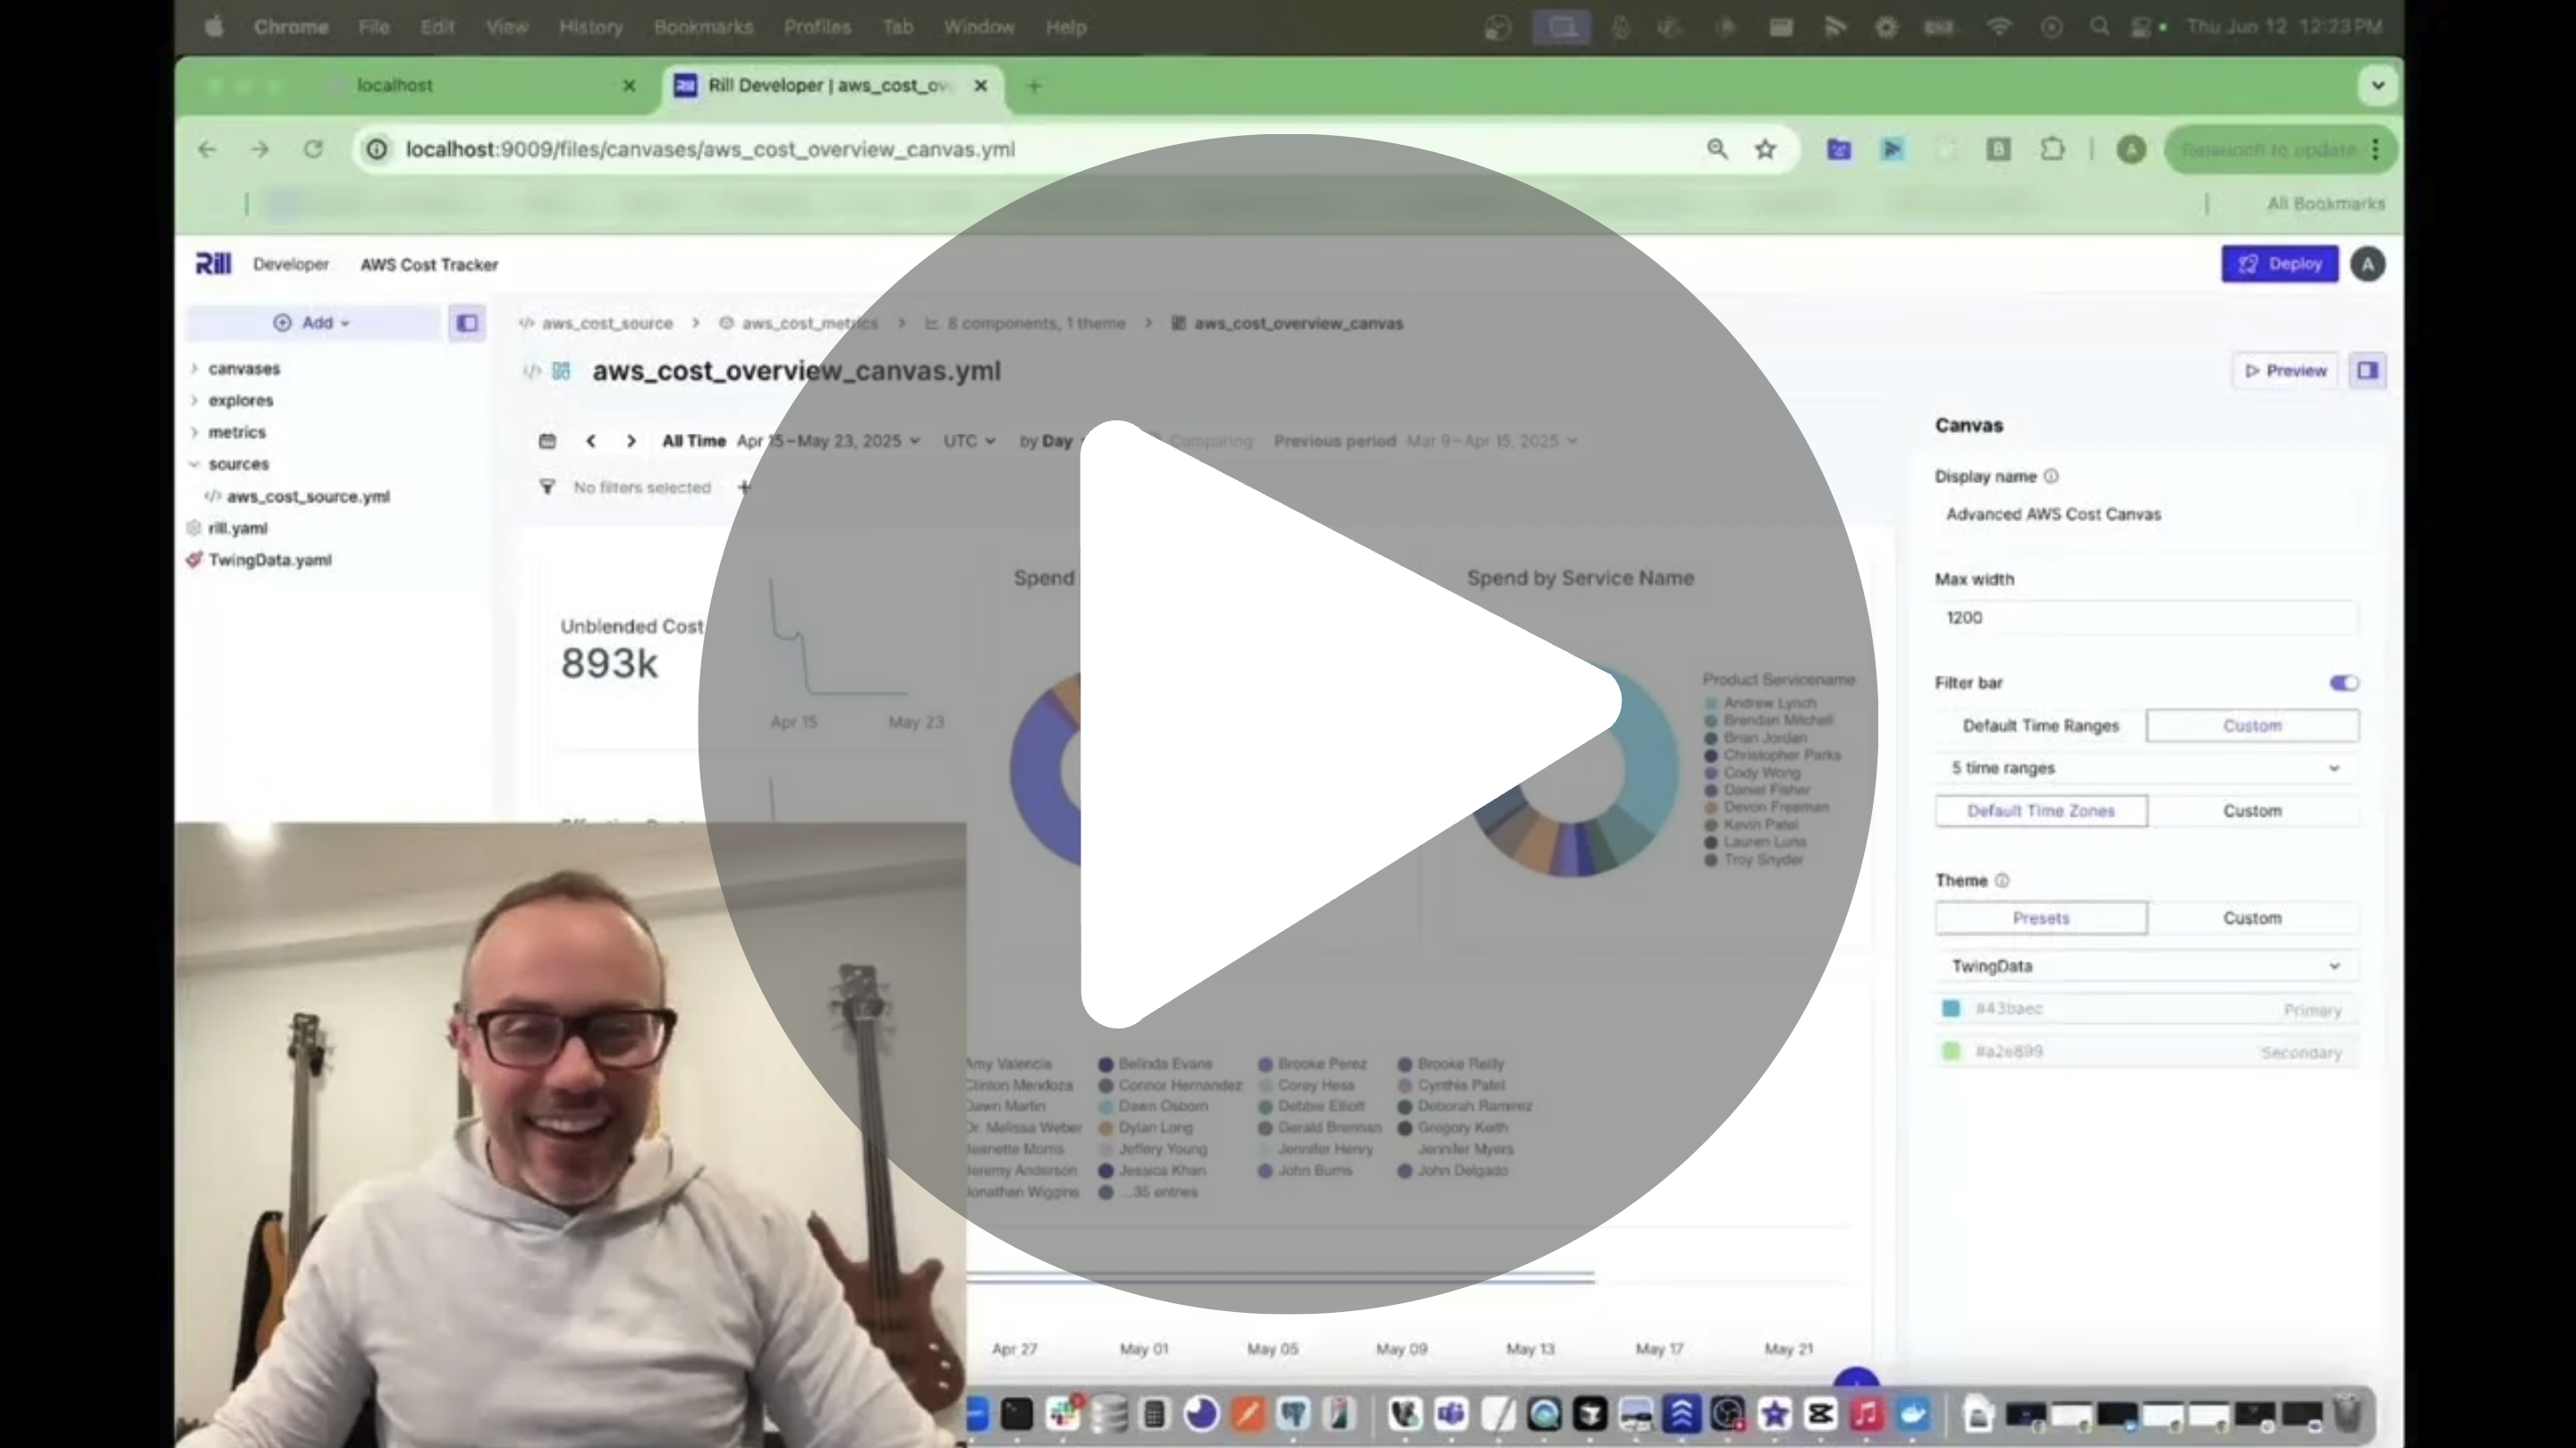 Chrome File Edit View History Bookmarks Profiles Tab Window Help Thu Jun 12 12:23 PM
localhost
Rill Developer | aws_cost_ov
localhost:9009/files/canvases/aws_cost_overview_canvas.yml
Relaunch to update
All Bookmarks
Rill Developer AWS Cost Tracker
Deploy
A
Add
aws_cost_source > aws_cost_metrics > 8 components, 1 theme > aws_cost_overview_canvas
canvases
explores
metrics
sources
aws_cost_source.yml
rill.yaml
TwingData.yaml
aws_cost_overview_canvas.yml
Preview
All Time Apr 15–May 23, 2025 UTC by Day Comparing Previous period Mar 9–Apr 15, 2025
No filters selected +
Unblended Cost
893k
Apr 15 May 23
Spend
Spend by Service Name
Product Servicename
Andrew Lynch
Brendan Mitchell
Brian Jordan
Christopher Parks
Cody Wong
Daniel Fisher
Devon Freeman
Kevin Patel
Lauren Luna
Troy Snyder
Amy Valencia Belinda Evans Brooke Perez Brooke Reilly
Clinton Mendoza Connor Hernandez Corey Hess Cynthia Patel
Dawn Martin Dawn Osborn Debbie Elliott Deborah Ramirez
Dr. Melissa Weber Dylan Long Gerald Brennan Gregory Keith
Jeanette Morris Jeffery Young Jennifer Henry Jennifer Myers
Jeremy Anderson Jessica Khan John Burns John Delgado
Jonathan Wiggins ...35 entries
Apr 27 May 01 May 05 May 09 May 13 May 17 May 21
Canvas
Display name
Advanced AWS Cost Canvas
Max width
1200
Filter bar
Default Time Ranges Custom
5 time ranges
Default Time Zones Custom
Theme
Presets Custom
TwingData
#43baec Primary
#a2e899 Secondary